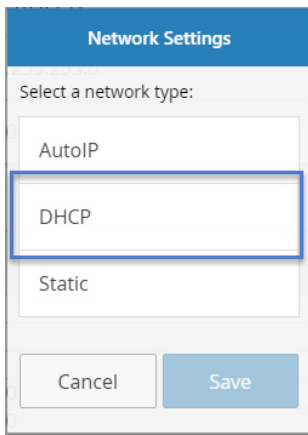 Network Settings
Select a network type:
AutoIP
DHCP
Static
Cancel
Save